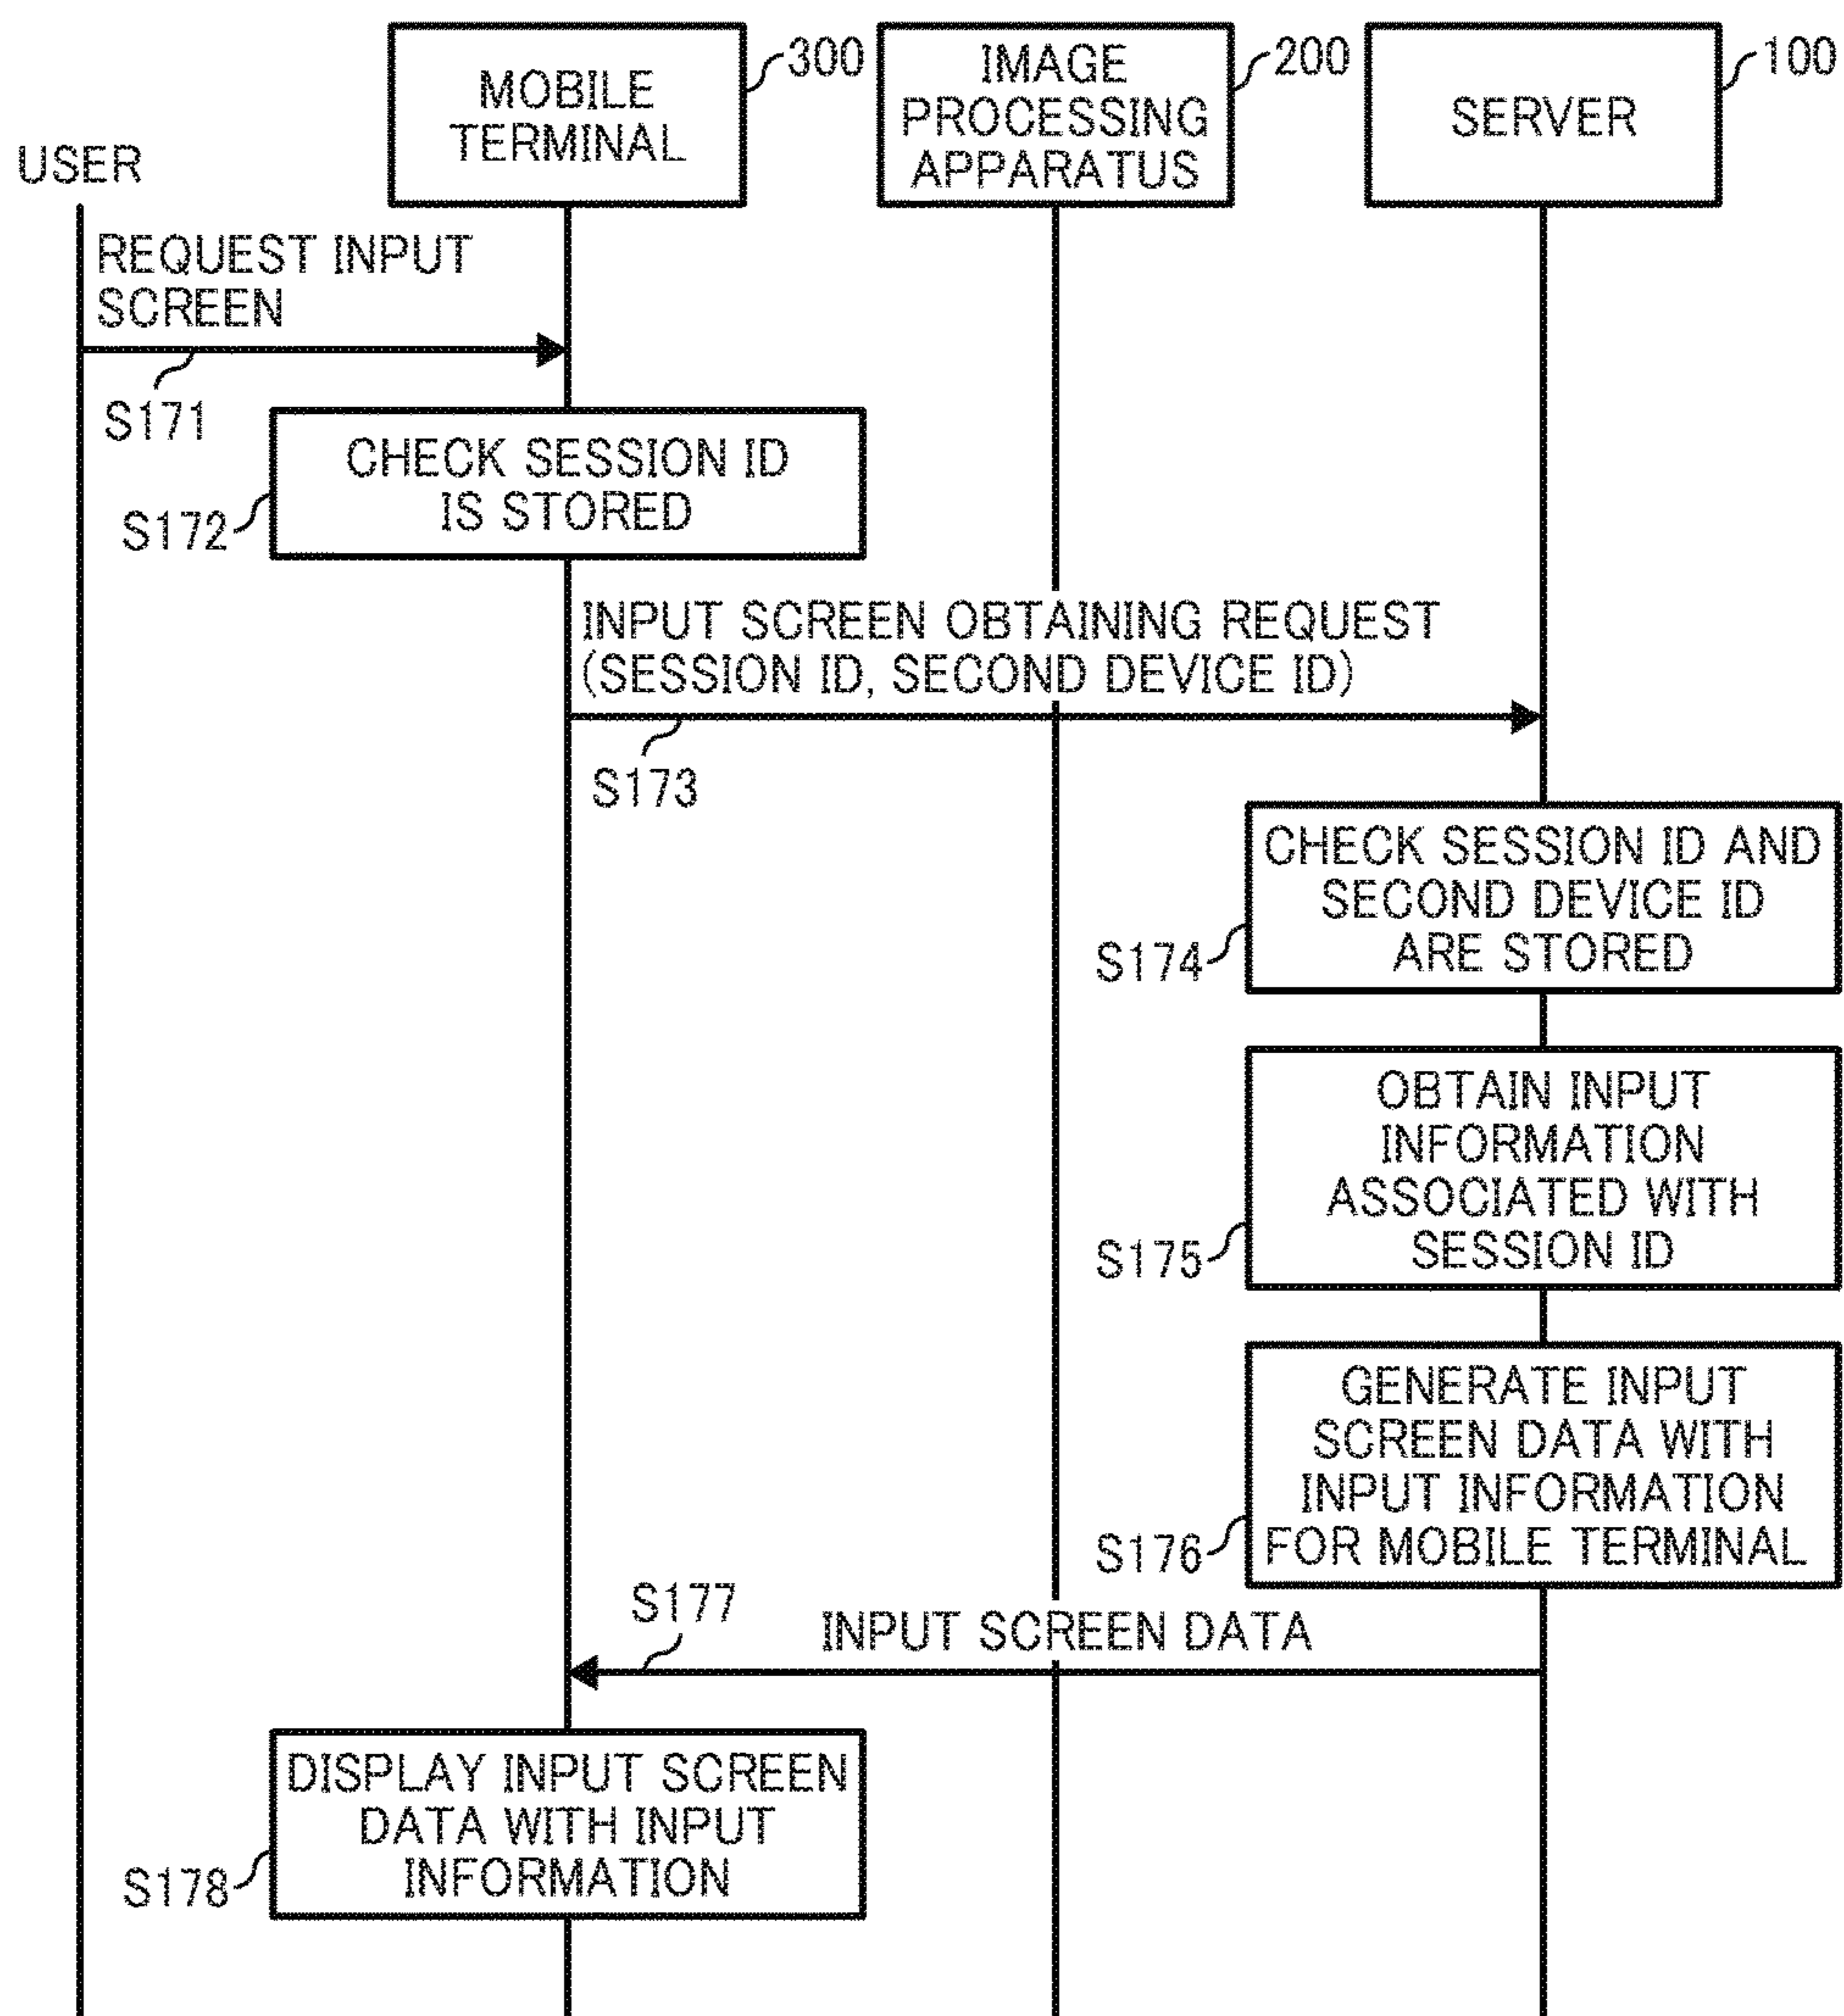 USER
MOBILE
TERMINAL
300
IMAGE
PROCESSING
APPARATUS
200
SERVER
100
REQUEST INPUT
SCREEN
S171
CHECK SESSION ID
IS STORED
S172
INPUT SCREEN OBTAINING REQUEST
(SESSION ID, SECOND DEVICE ID)
S173
CHECK SESSION ID AND
SECOND DEVICE ID
ARE STORED
S174
OBTAIN INPUT
INFORMATION
ASSOCIATED WITH
SESSION ID
S175
GENERATE INPUT
SCREEN DATA WITH
INPUT INFORMATION
FOR MOBILE TERMINAL
S176
S177
INPUT SCREEN DATA
DISPLAY INPUT SCREEN
DATA WITH INPUT
INFORMATION
S178